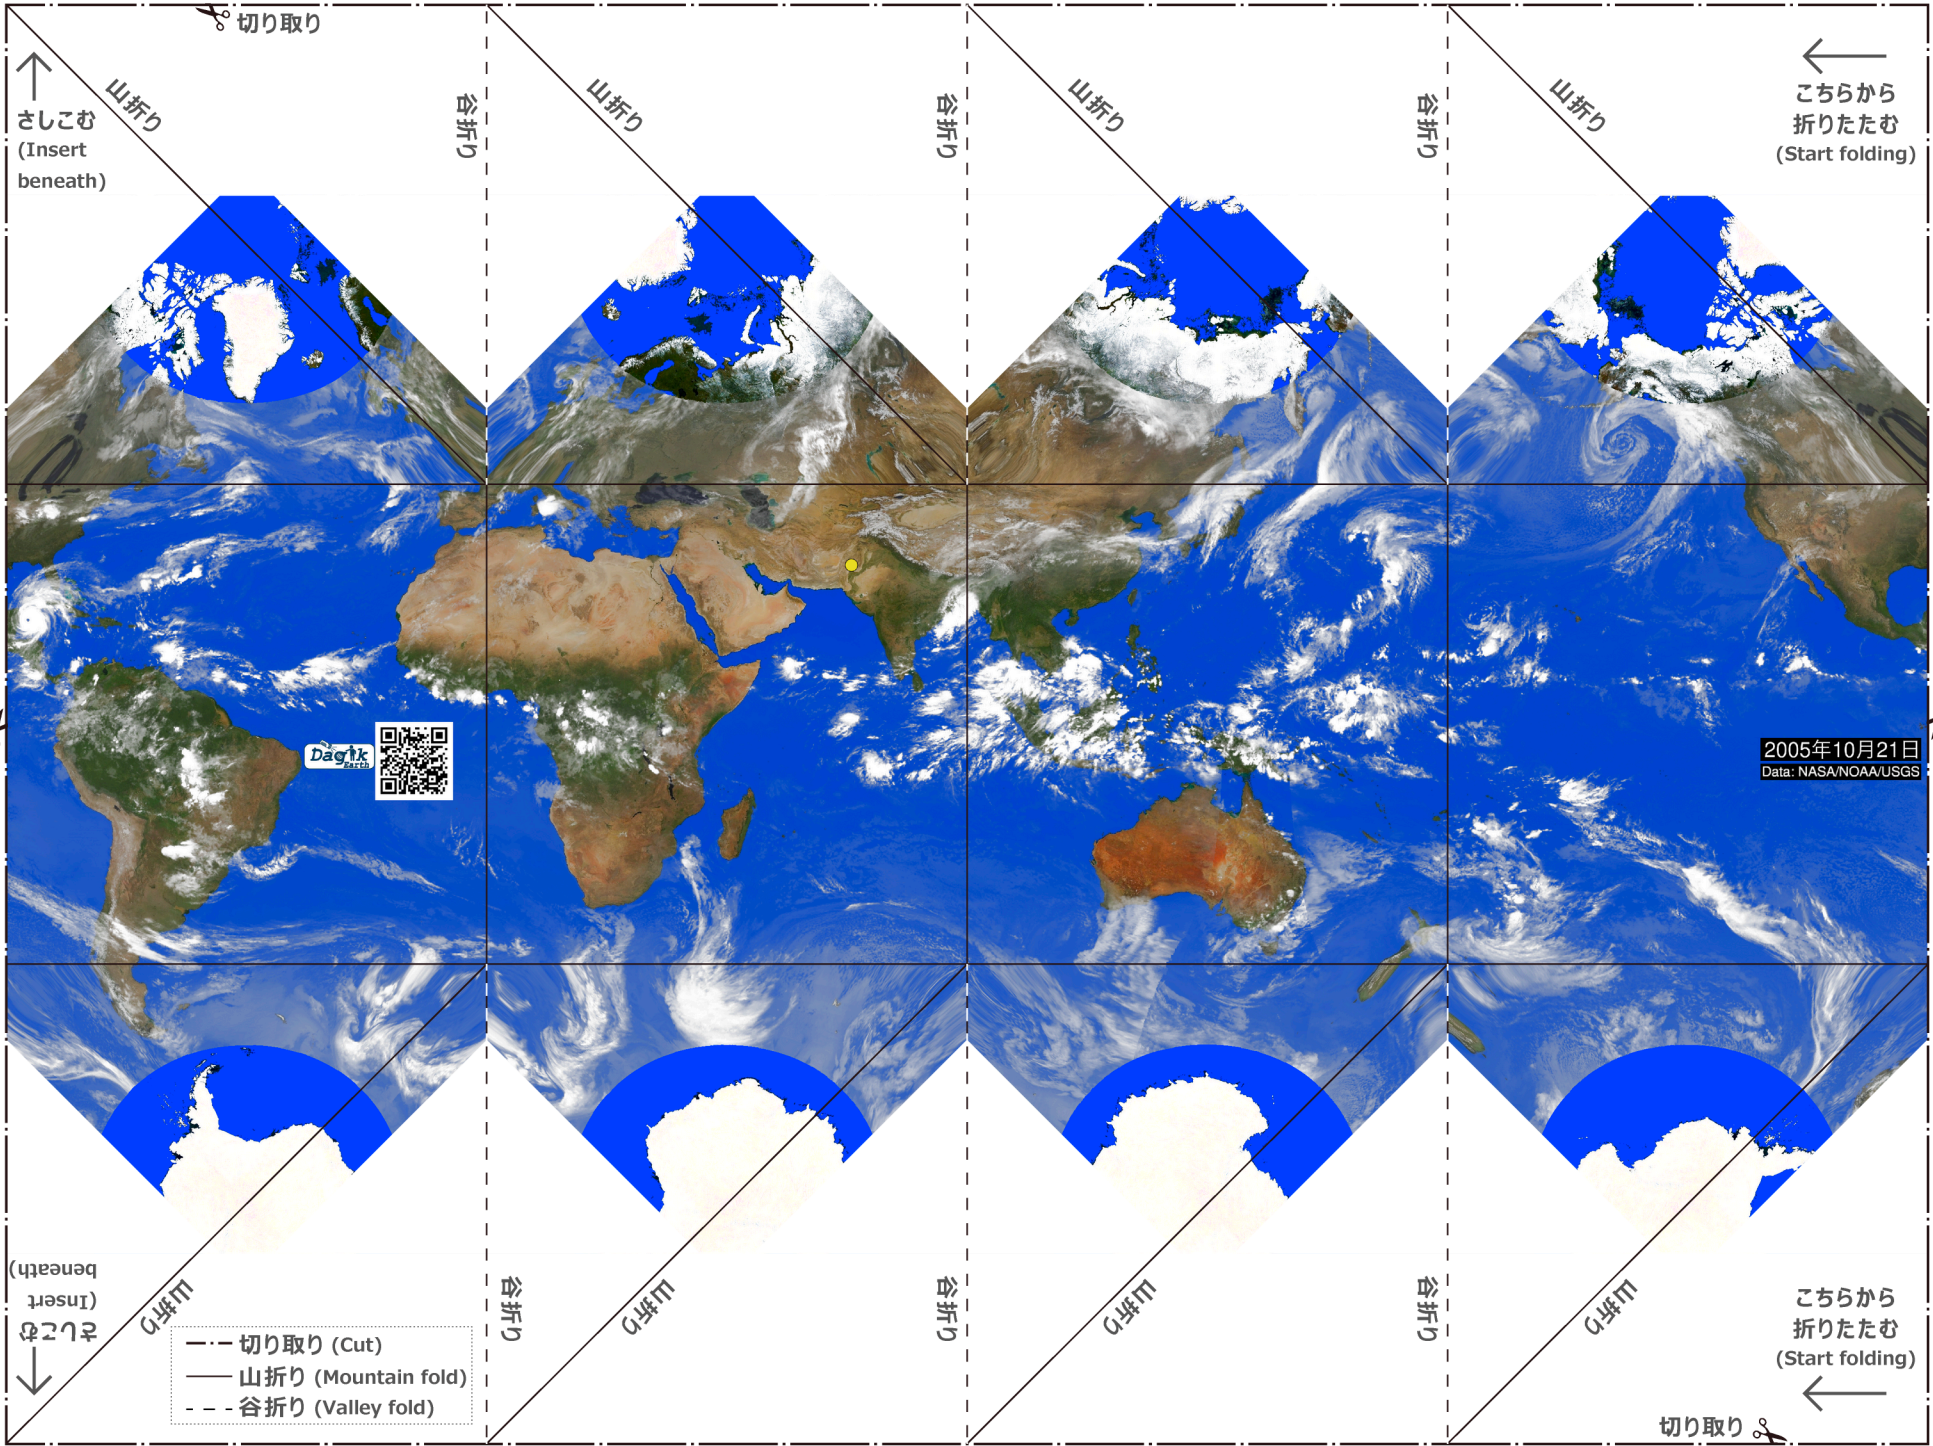 切り取り
山折り
谷折り
山折り
谷折り
山折り
谷折り
山折り
さしこむ
(Insert
beneath)
こちらから
折りたたむ
(Start folding)
Dagik
Earth
2005年10月21日
Data: NASA/NOAA/USGS
さしこむ
(Insert
beneath)
山折り
谷折り
山折り
谷折り
山折り
谷折り
山折り
切り取り (Cut)
山折り (Mountain fold)
谷折り (Valley fold)
こちらから
折りたたむ
(Start folding)
切り取り